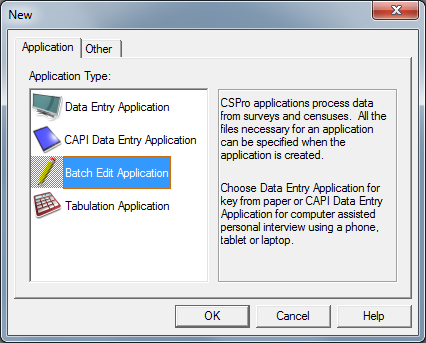 New
Application
Other
Application Type:
Data Entry Application
CAPI Data Entry Application
Batch Edit Application
Tabulation Application
CSPro applications process data
from surveys and censuses. All the
files necessary for an application
can be specified when the
application is created.
Choose Data Entry Application for
key from paper or CAPI Data Entry
Application for computer assisted
personal interview using a phone,
tablet or laptop.
OK
Cancel
Help